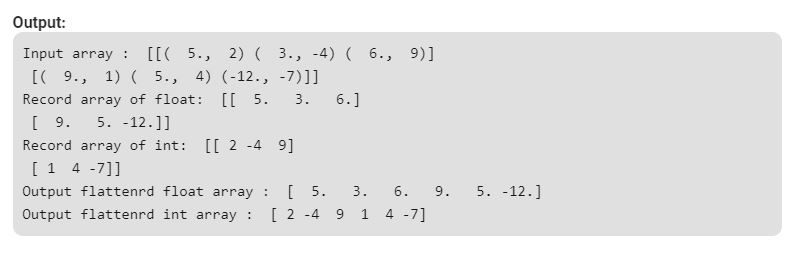 Output:
Input array :  [[(  5.,  2) (  3., -4) (  6.,  9)]
 [(  9.,  1) (  5.,  4) (-12., -7)]]
Record array of float:  [[  5.   3.   6.]
 [  9.   5. -12.]]
Record array of int:  [[ 2 -4  9]
 [ 1  4 -7]]
Output flattenrd float array :  [  5.   3.   6.   9.   5. -12.]
Output flattenrd int array :  [ 2 -4  9  1  4 -7]